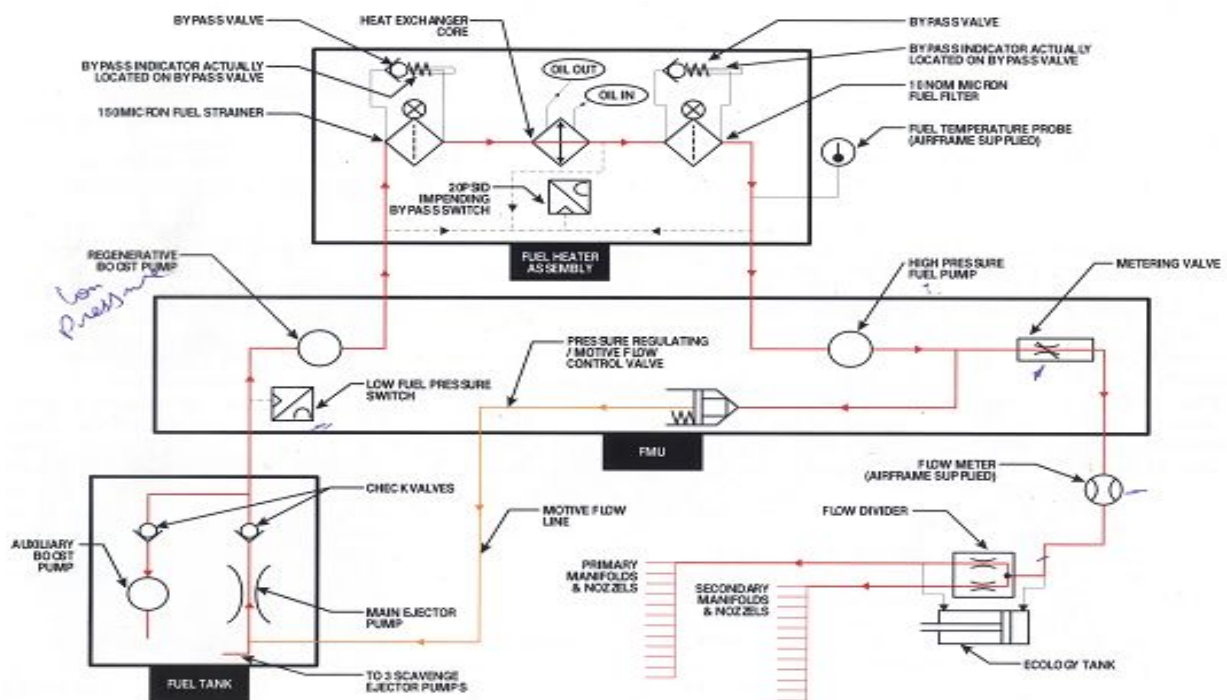 BYPASS VALVE
HEAT EXCHANGER
CORE
BYPASS VALVE
BYPASS INDICATOR ACTUALLY
LOCATED ON BYPASS VALVE
OIL OUT
BYPASS INDICATOR ACTUALLY
LOCATED ON BYPASS VALVE
OIL IN
10 NOM MICRON
FUEL FILTER
150 MICRON FUEL STRAINER
FUEL TEMPERATURE PROBE
(AIRFRAME SUPPLIED)
20PSID
IMPENDING
BYPASS SWITCH
REGENERATIVE
BOOST PUMP
FUEL HEATER
ASSEMBLY
HIGH PRESSURE
FUEL PUMP
METERING VALVE
low
pressure
PRESSURE REGULATING
/ MOTIVE FLOW
CONTROL VALVE
LOW FUEL PRESSURE
SWITCH
FMU
FLOW METER
(AIRFRAME SUPPLIED)
CHECK VALVES
MOTIVE FLOW
LINE
FLOW DIVIDER
AUXILIARY
BOOST
PUMP
PRIMARY
MANIFOLDS
& NOZZELS
SECONDARY
MANIFOLDS
& NOZZELS
MAIN EJECTOR
PUMP
ECOLOGY TANK
TO 3 SCAVENGE
EJECTOR PUMPS
FUEL TANK